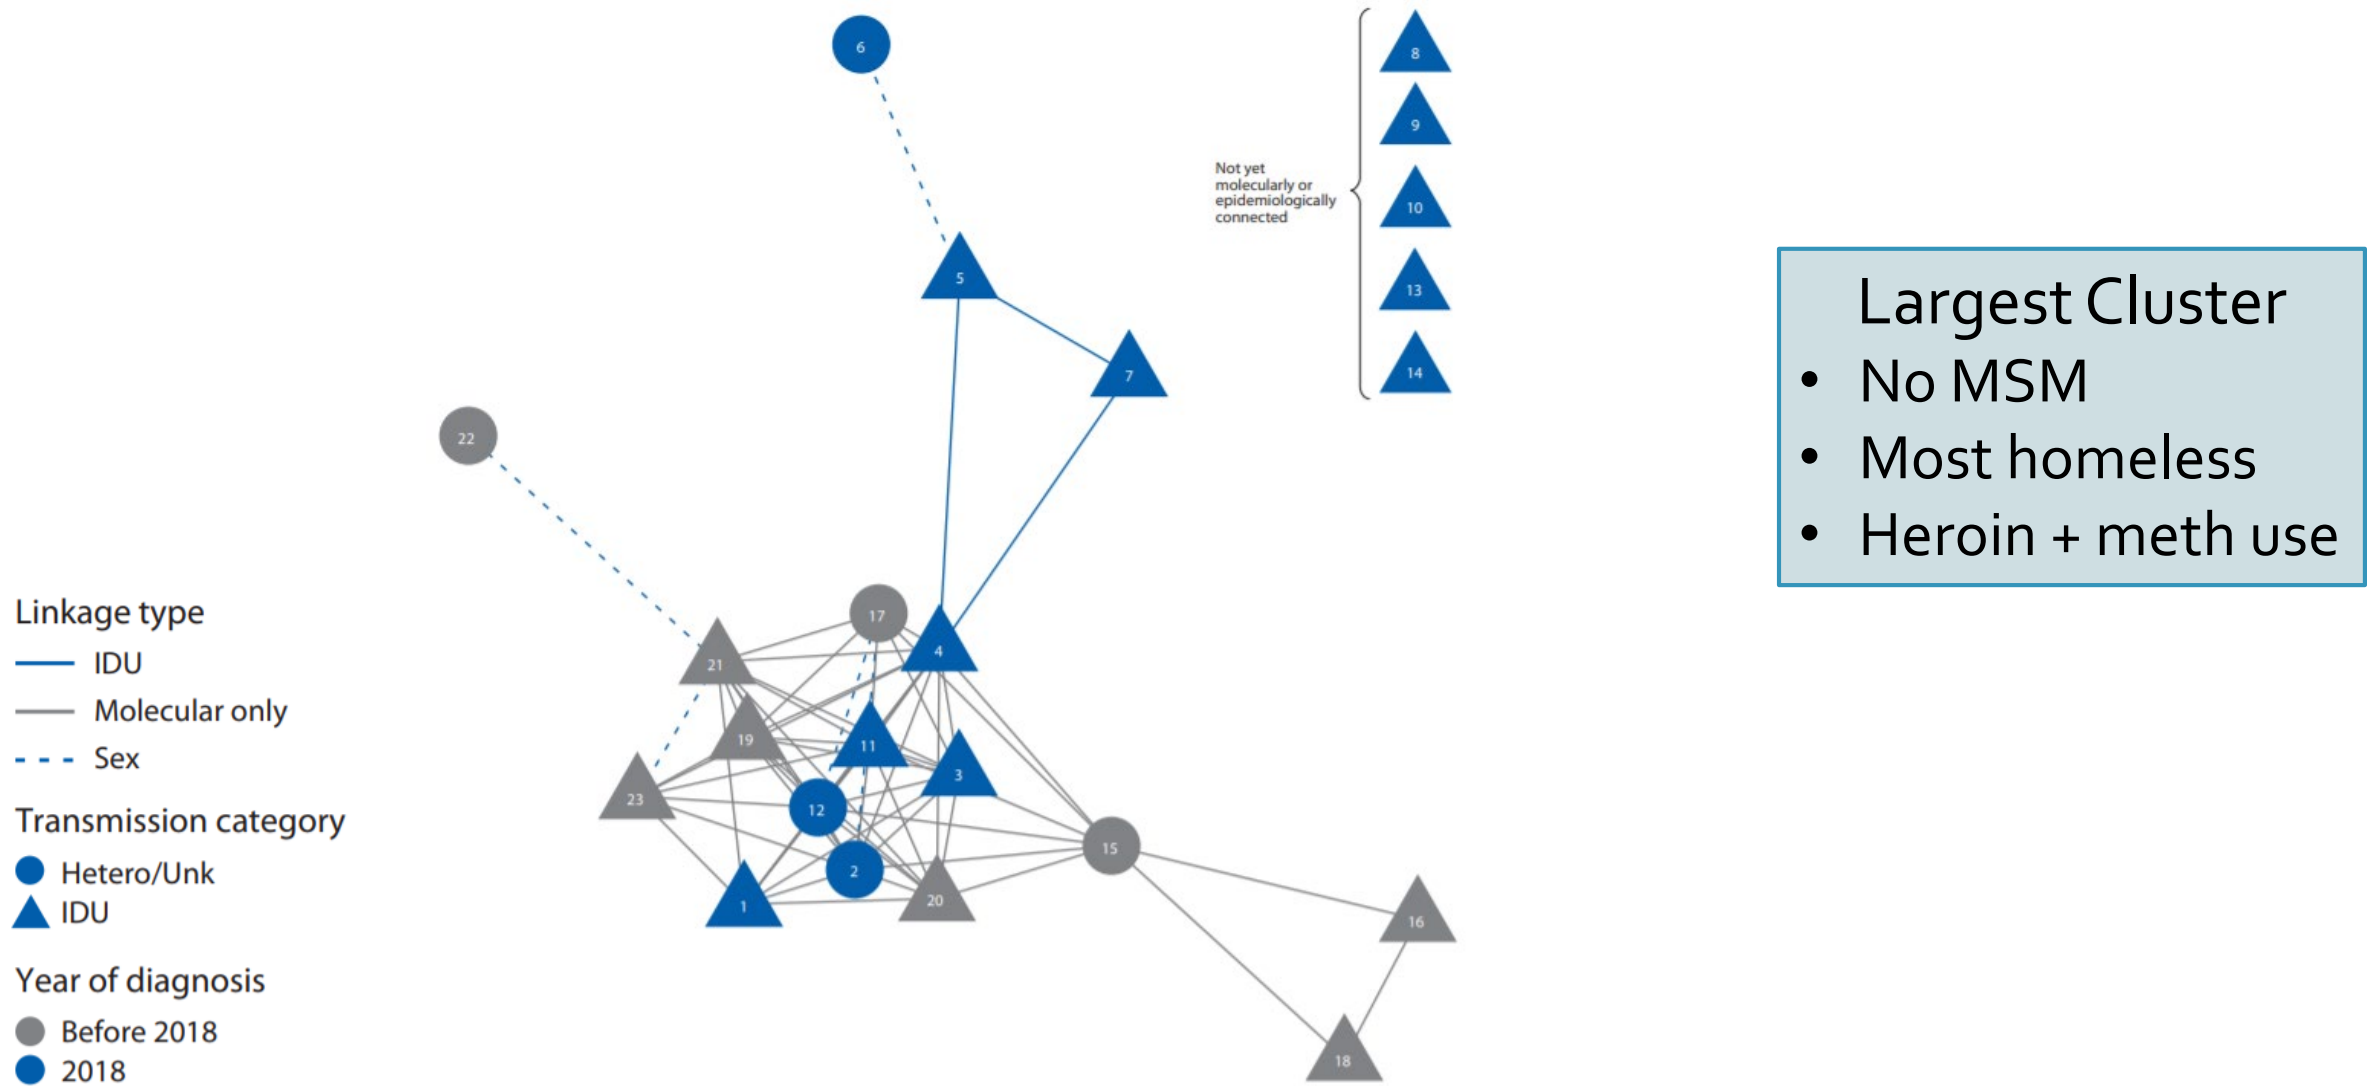 6
8
9
10
13
14
Not yet
molecularly or
epidemiologically
connected
5
7
22
Largest Cluster
• No MSM
• Most homeless
• Heroin + meth use
17
4
21
19
11
3
23
12
2
1
20
15
16
18
Linkage type
IDU
Molecular only
Sex
Transmission category
Hetero/Unk
IDU
Year of diagnosis
Before 2018
2018